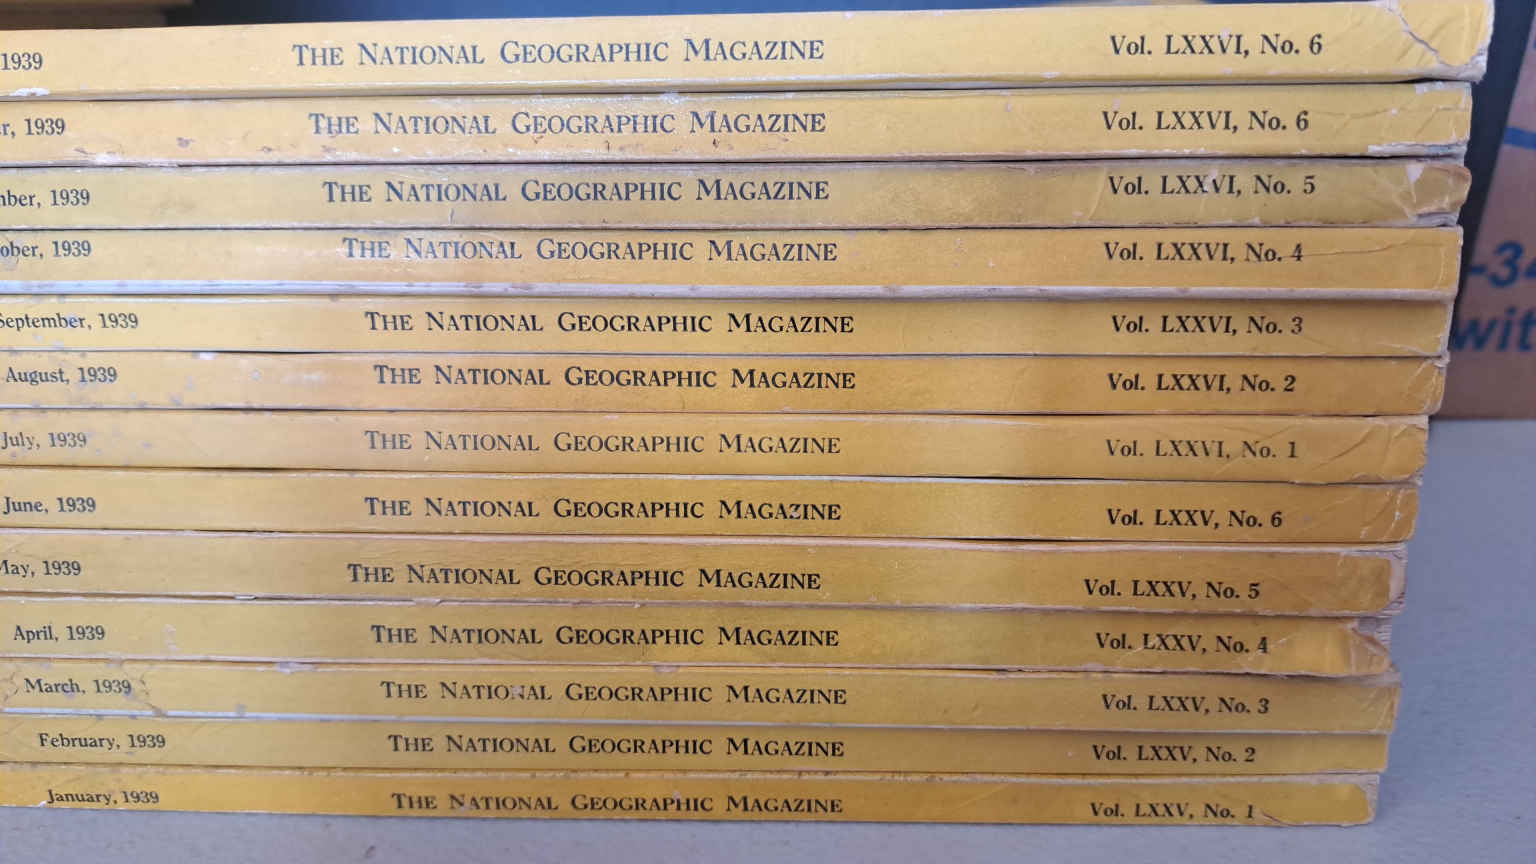 1939 THE NATIONAL GEOGRAPHIC MAGAZINE Vol. LXXVI, No. 6
r, 1939 THE NATIONAL GEOGRAPHIC MAGAZINE Vol. LXXVI, No. 6
ber, 1939 THE NATIONAL GEOGRAPHIC MAGAZINE Vol. LXXVI, No. 5
ober, 1939 THE NATIONAL GEOGRAPHIC MAGAZINE Vol. LXXVI, No. 4
September, 1939 THE NATIONAL GEOGRAPHIC MAGAZINE Vol. LXXVI, No. 3
August, 1939 THE NATIONAL GEOGRAPHIC MAGAZINE Vol. LXXVI, No. 2
July, 1939 THE NATIONAL GEOGRAPHIC MAGAZINE Vol. LXXVI, No. 1
June, 1939 THE NATIONAL GEOGRAPHIC MAGAZINE Vol. LXXV, No. 6
May, 1939 THE NATIONAL GEOGRAPHIC MAGAZINE Vol. LXXV, No. 5
April, 1939 THE NATIONAL GEOGRAPHIC MAGAZINE Vol. LXXV, No. 4
March, 1939 THE NATIONAL GEOGRAPHIC MAGAZINE Vol. LXXV, No. 3
February, 1939 THE NATIONAL GEOGRAPHIC MAGAZINE Vol. LXXV, No. 2
January, 1939 THE NATIONAL GEOGRAPHIC MAGAZINE Vol. LXXV, No. 1
-34
wit